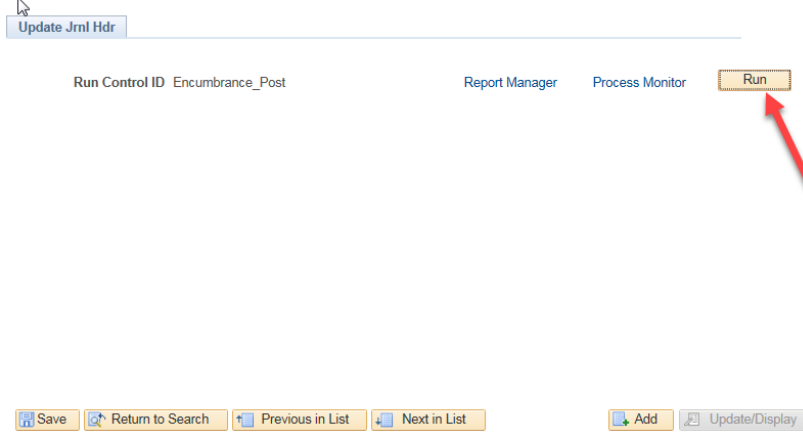 Update Jrnl Hdr
Run Control ID Encumbrance_Post Report Manager Process Monitor Run
Save Return to Search Previous in List Next in List Add Update/Display